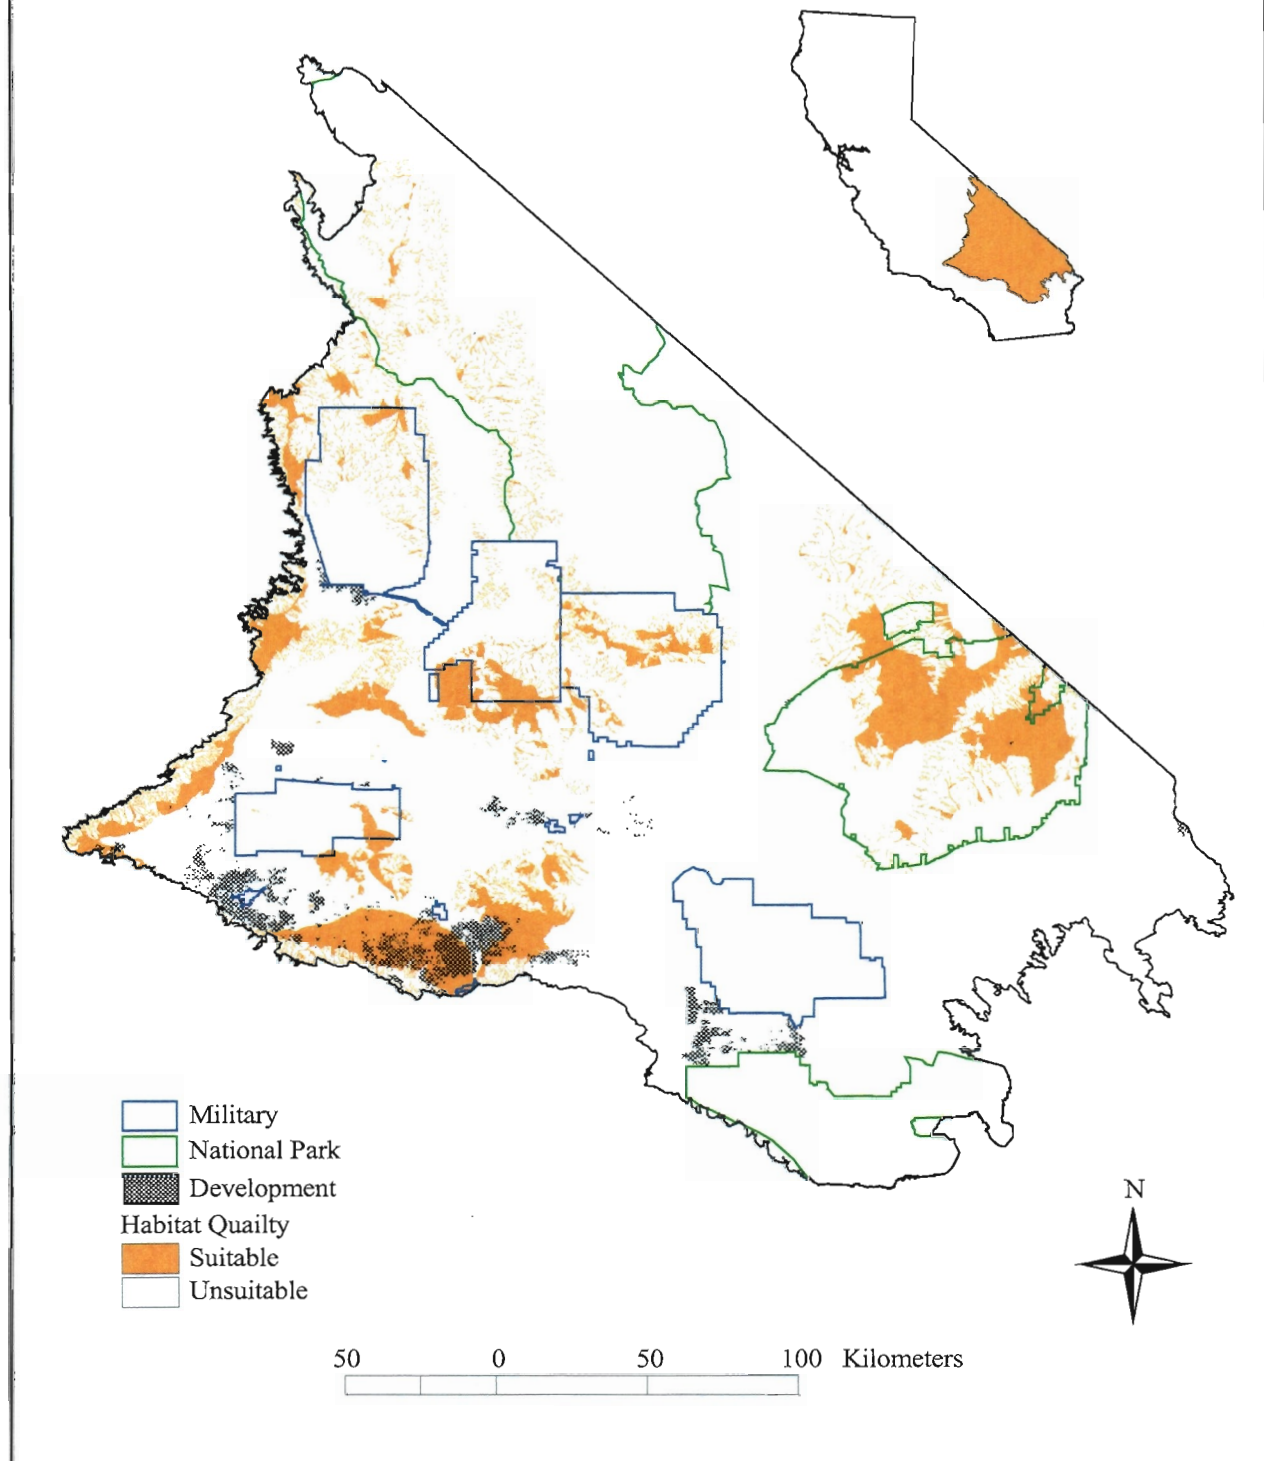 Military
National Park
Development
Habitat Quailty
Suitable
Unsuitable
N
50 0 50 100 Kilometers